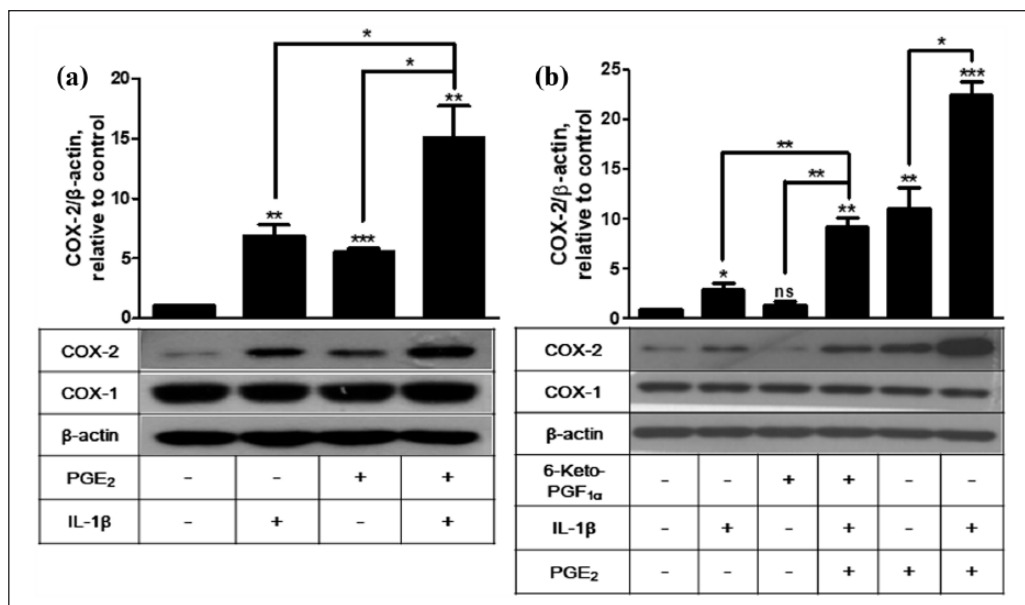 (a)
COX-2/β-actin,
relative to control
20
15
10
5
0
*
*
**
***
**
COX-2
COX-1
β-actin
PGE₂ - - + +
IL-1β - + - +
(b)
COX-2/β-actin,
relative to control
25
20
15
10
5
0
*
***
**
**
**
**
*
ns
COX-2
COX-1
β-actin
6-Keto-
PGF₁α - - + + - -
IL-1β - + - + - +
PGE₂ - - - + + +